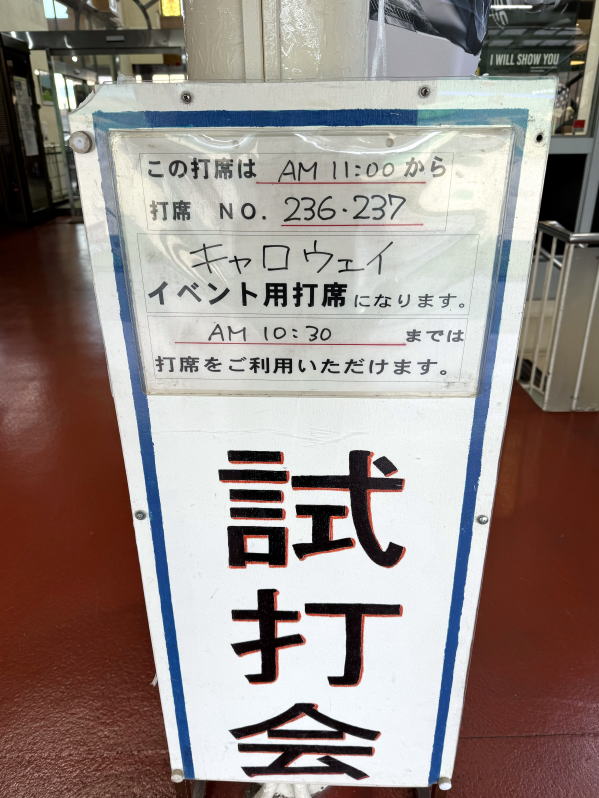 I WILL SHOW YOU
この打席は AM 11:00 から、
打席 NO. 236・237
キャロウェイ
イベント用打席になります。
AM 10:30 までは
打席をご利用いただけます。
試打会